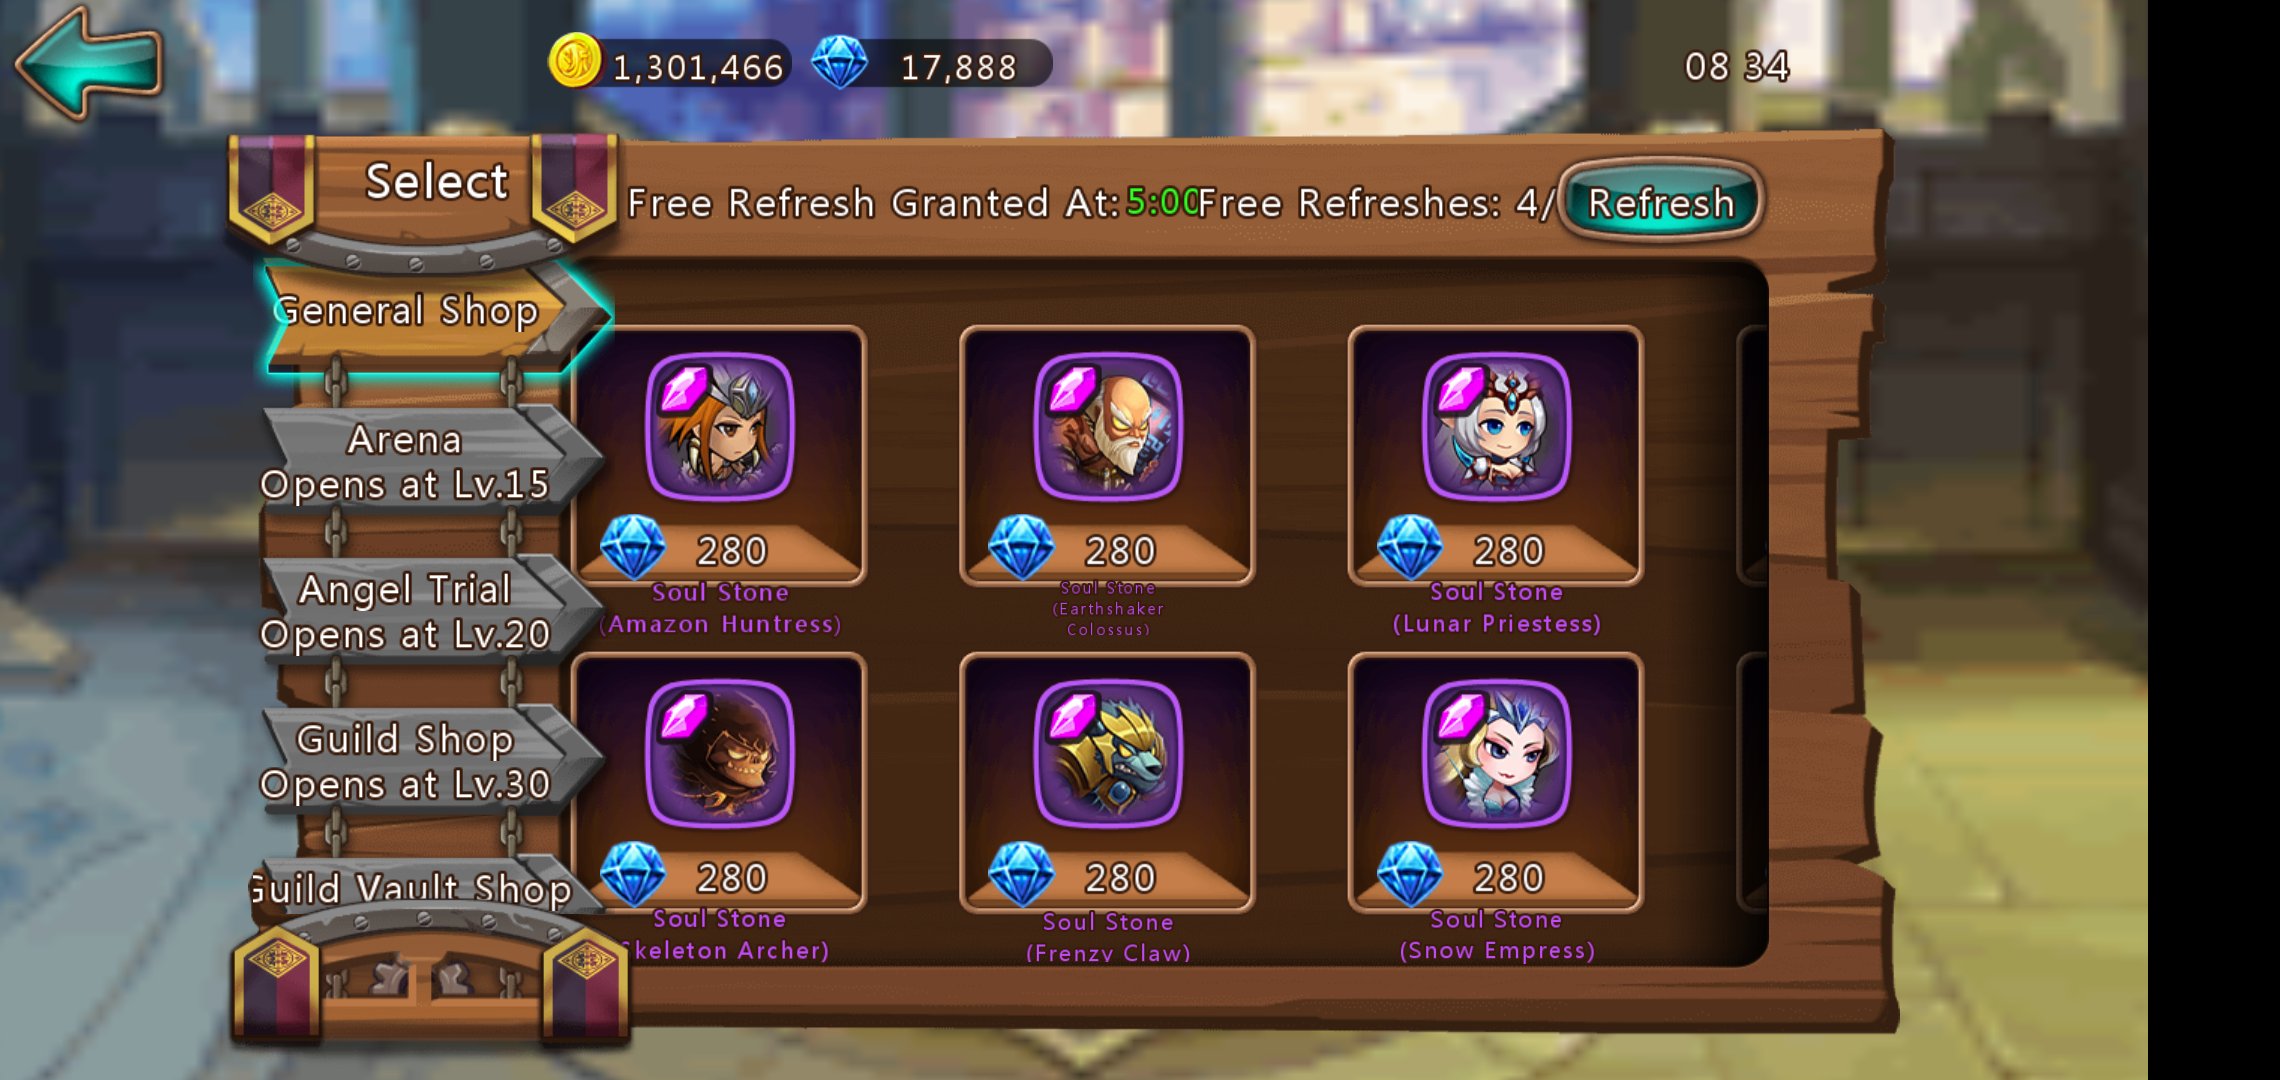 1,301,466
17,888
08 34
Select
Free Refresh Granted At: 5:00 Free Refreshes: 4/
Refresh
General Shop
Arena
Opens at Lv.15
Angel Trial
Opens at Lv.20
Guild Shop
Opens at Lv.30
Guild Vault Shop
280
Soul Stone
(Amazon Huntress)
280
Soul Stone
(Earthshaker
Colossus)
280
Soul Stone
(Lunar Priestess)
280
Soul Stone
Skeleton Archer)
280
Soul Stone
(Frenzy Claw)
280
Soul Stone
(Snow Empress)